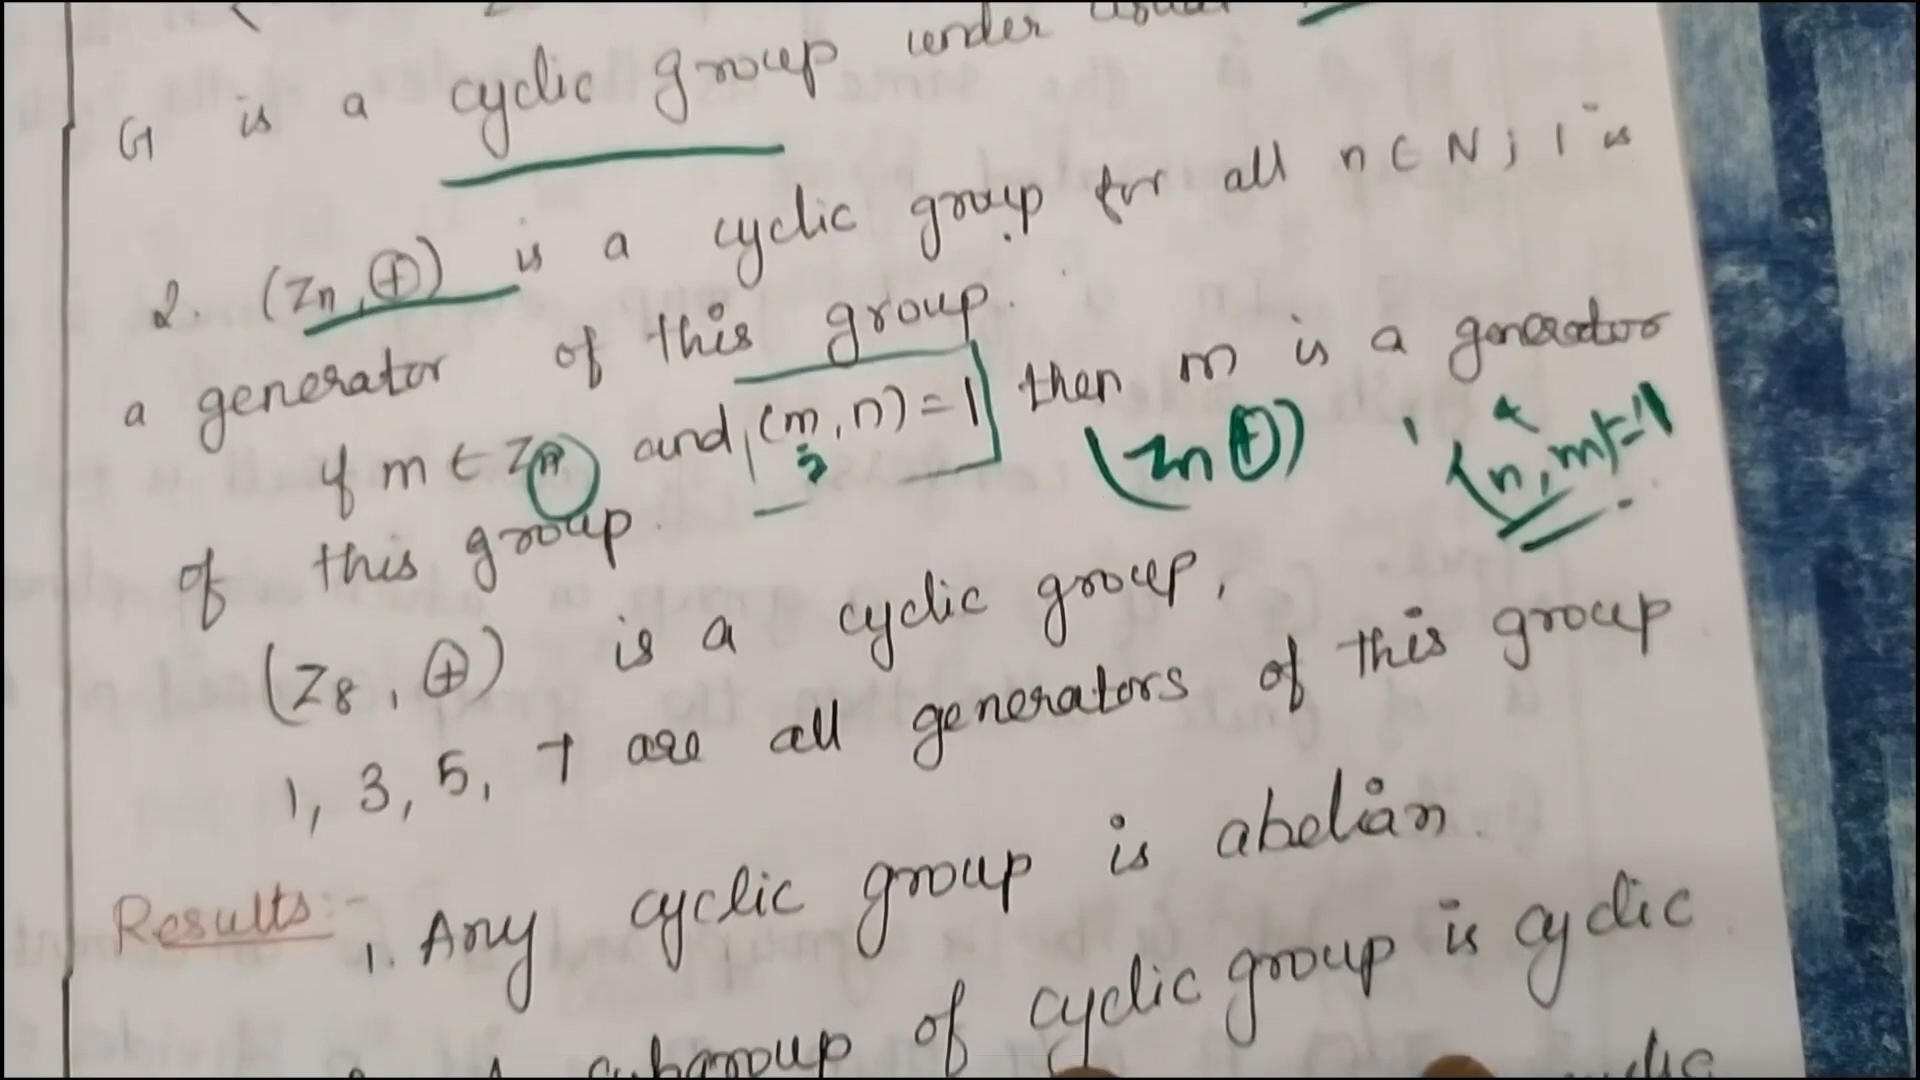 G is a cyclic group under usual
2. (Zn, ⊕) is a cyclic group for all n ∈ N; 1 is
a generator of this group.
if m ∈ Zn and (m, n) = 1 then m is a generator
(Zn ⊕) (n, m) = 1
of this group.
(Z8, ⊕) is a cyclic group,
1, 3, 5, 7 are all generators of this group
Results:-
1. Any cyclic group is abelian.
subgroup of cyclic group is cyclic